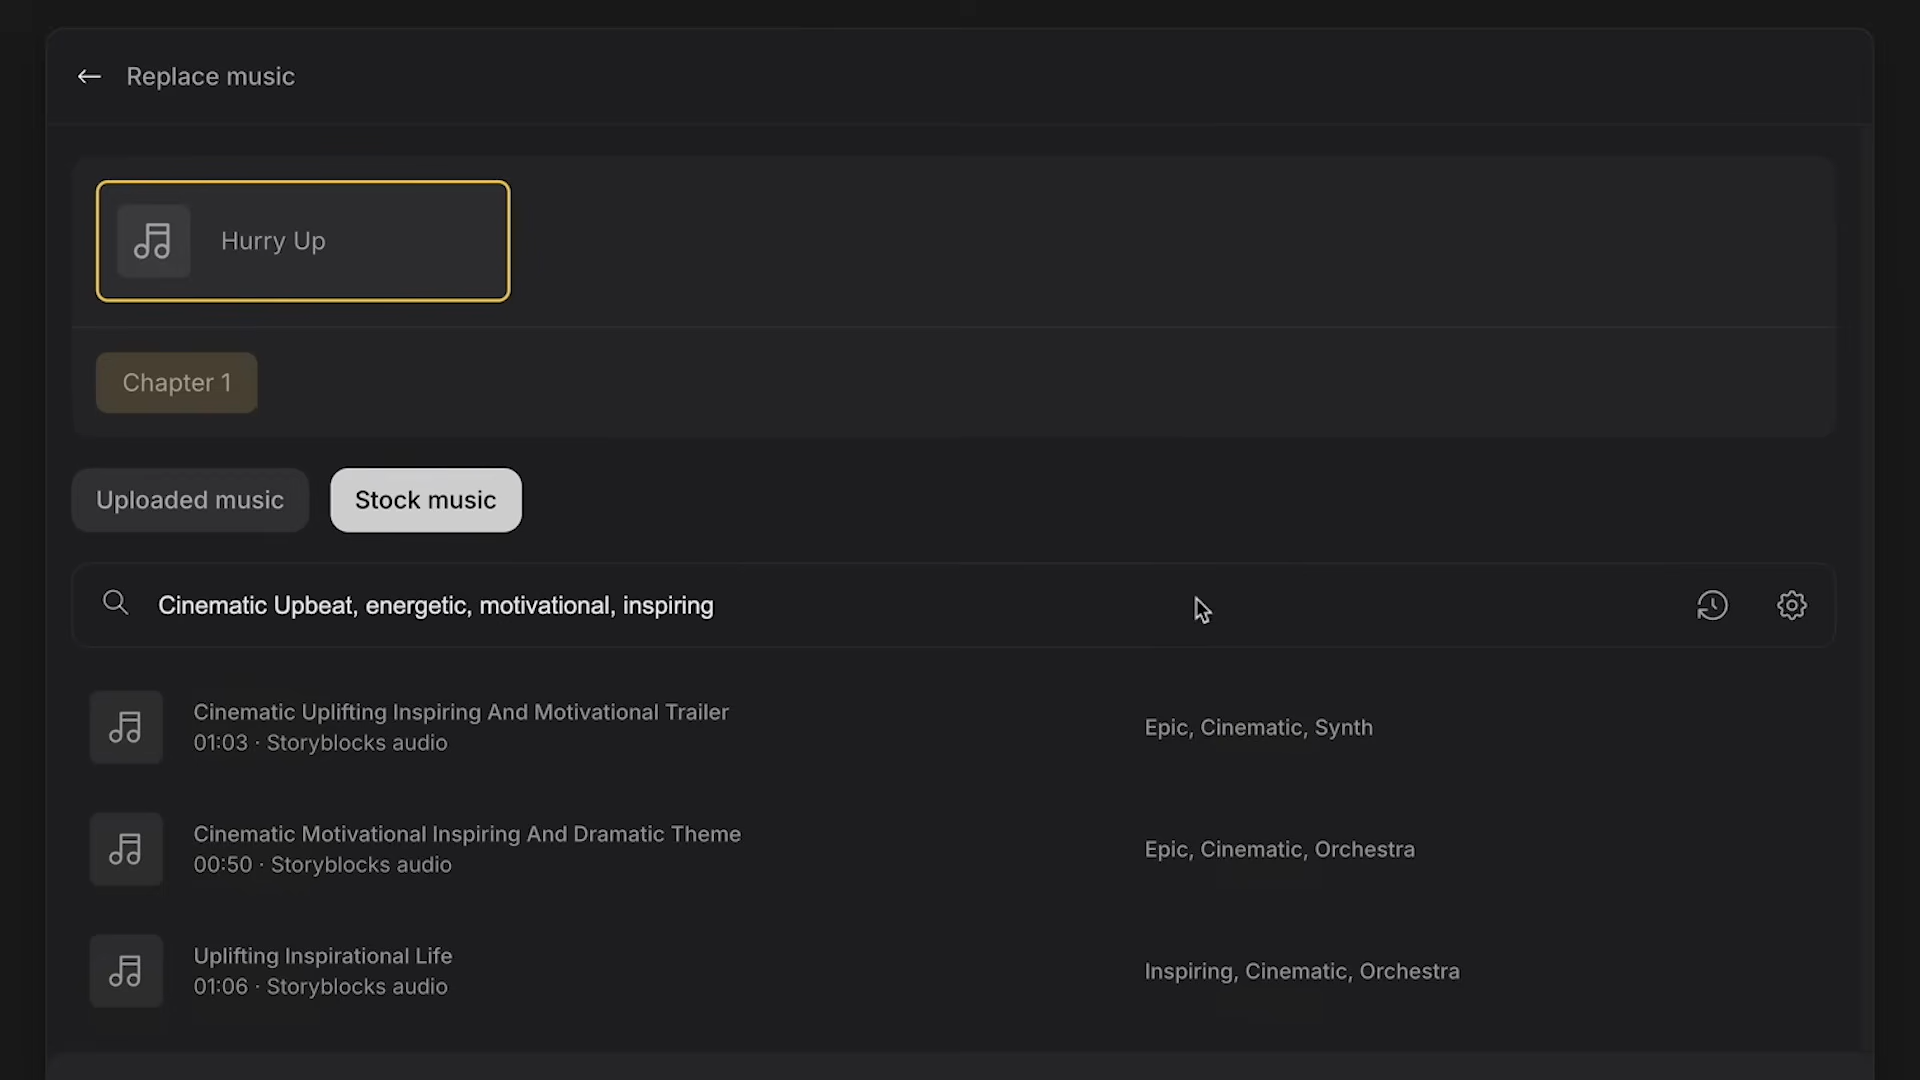 Replace music
Hurry Up
Chapter 1
Uploaded music
Stock music
Cinematic Upbeat, energetic, motivational, inspiring
Cinematic Uplifting Inspiring And Motivational Trailer
01:03 · Storyblocks audio
Epic, Cinematic, Synth
Cinematic Motivational Inspiring And Dramatic Theme
00:50 · Storyblocks audio
Epic, Cinematic, Orchestra
Uplifting Inspirational Life
01:06 · Storyblocks audio
Inspiring, Cinematic, Orchestra